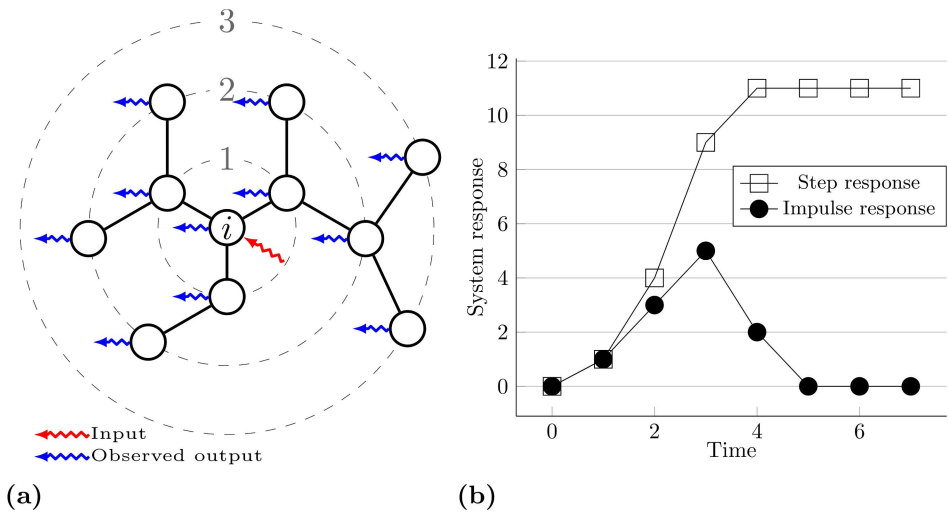 3
2
1
i
Input
Observed output
(a)
12
10
8
6
4
2
0
System response
Step response
Impulse response
0
2
4
6
Time
(b)